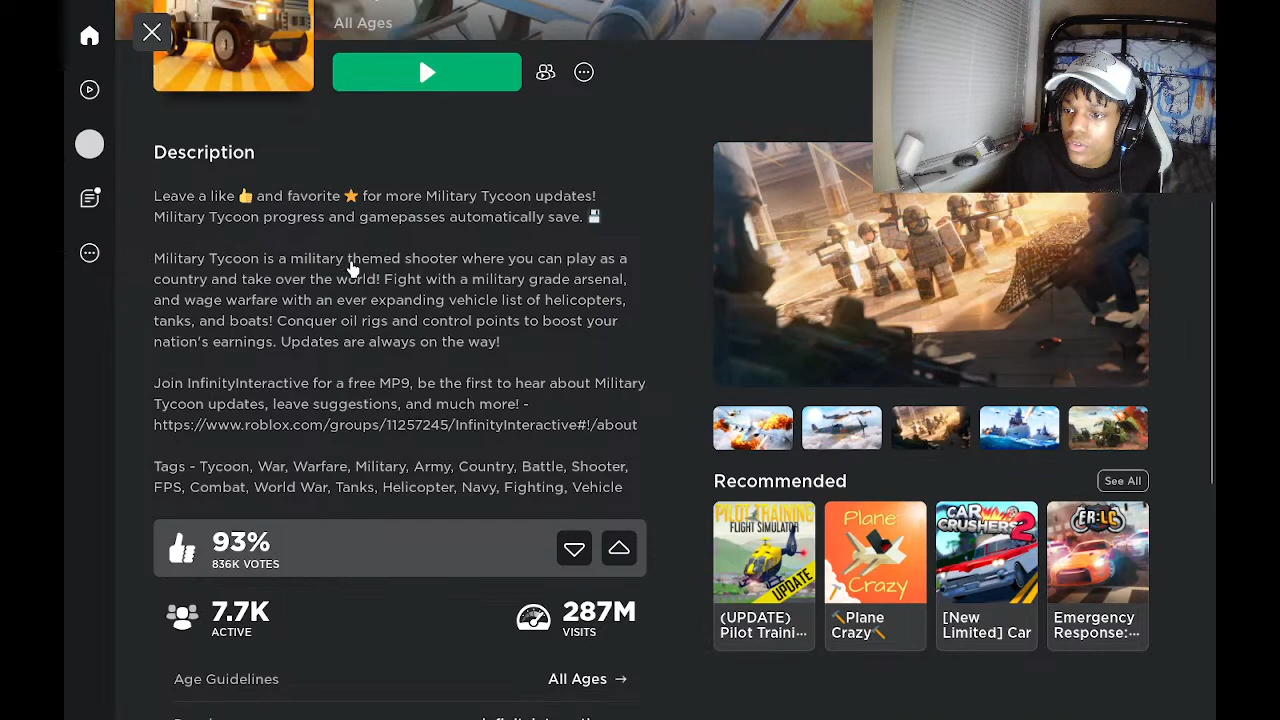 All Ages
Description
Leave a like 👍 and favorite ⭐ for more Military Tycoon updates!
Military Tycoon progress and gamepasses automatically save. 💾
Military Tycoon is a military themed shooter where you can play as a
country and take over the world! Fight with a military grade arsenal,
and wage warfare with an ever expanding vehicle list of helicopters,
tanks, and boats! Conquer oil rigs and control points to boost your
nation's earnings. Updates are always on the way!
Join InfinityInteractive for a free MP9, be the first to hear about Military
Tycoon updates, leave suggestions, and much more! -
https://www.roblox.com/groups/11257245/InfinityInteractive#!/about
Tags - Tycoon, War, Warfare, Military, Army, Country, Battle, Shooter,
FPS, Combat, World War, Tanks, Helicopter, Navy, Fighting, Vehicle
93%
836K VOTES
7.7K
ACTIVE
287M
VISITS
Age Guidelines
All Ages →
Recommended
See All
PILOT TRAINING
FLIGHT SIMULATOR
UPDATE
(UPDATE)
Pilot Traini...
Plane
Crazy
🔨Plane
Crazy🔨
CAR
CRUSHERS 2
[New
Limited] Car
ER:LC
Emergency
Response:...